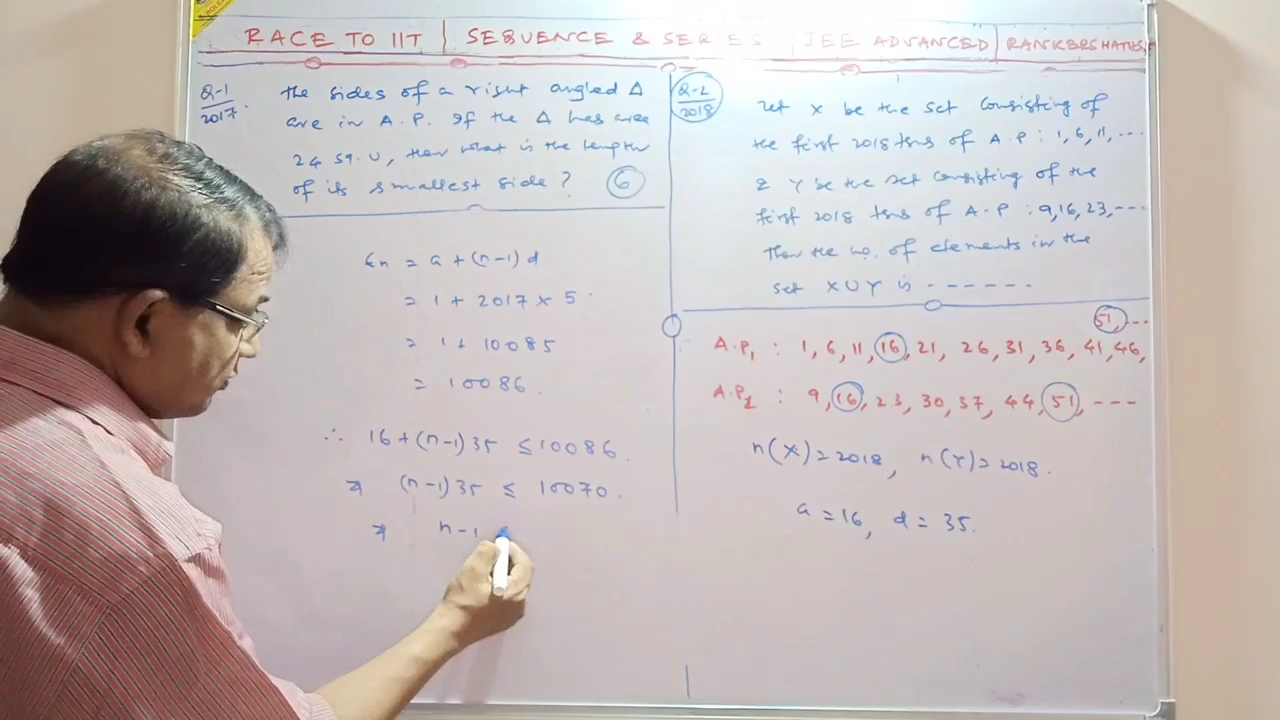 RACE TO IIT | SEQUENCE & SERIES | JEE ADVANCED | RANKERSMATHS
Q-1
2017
the sides of a right angled Δ
are in A.P. If the Δ has area
24 sq. U, then what is the length
of its smallest side? 6
tn = a + (n-1) d
= 1 + 2017 × 5
= 1 + 10085
= 10086.
∴ 16 + (n-1) 35 ≤ 10086.
⇒ (n-1) 35 ≤ 10070.
⇒ n-1
Q-2
2018
Let X be the set consisting of
the first 2018 tms of A.P : 1, 6, 11, ---
& Y be the set consisting of the
first 2018 tms of A.P : 9, 16, 23, ---
then the no. of elements in the
set X∪Y is ------
51, ---
A.P1 : 1, 6, 11, 16, 21, 26, 31, 36, 41, 46,
A.P2 : 9, 16, 23, 30, 37, 44, 51, ---
n(X) = 2018, n(Y) = 2018.
a = 16, d = 35.